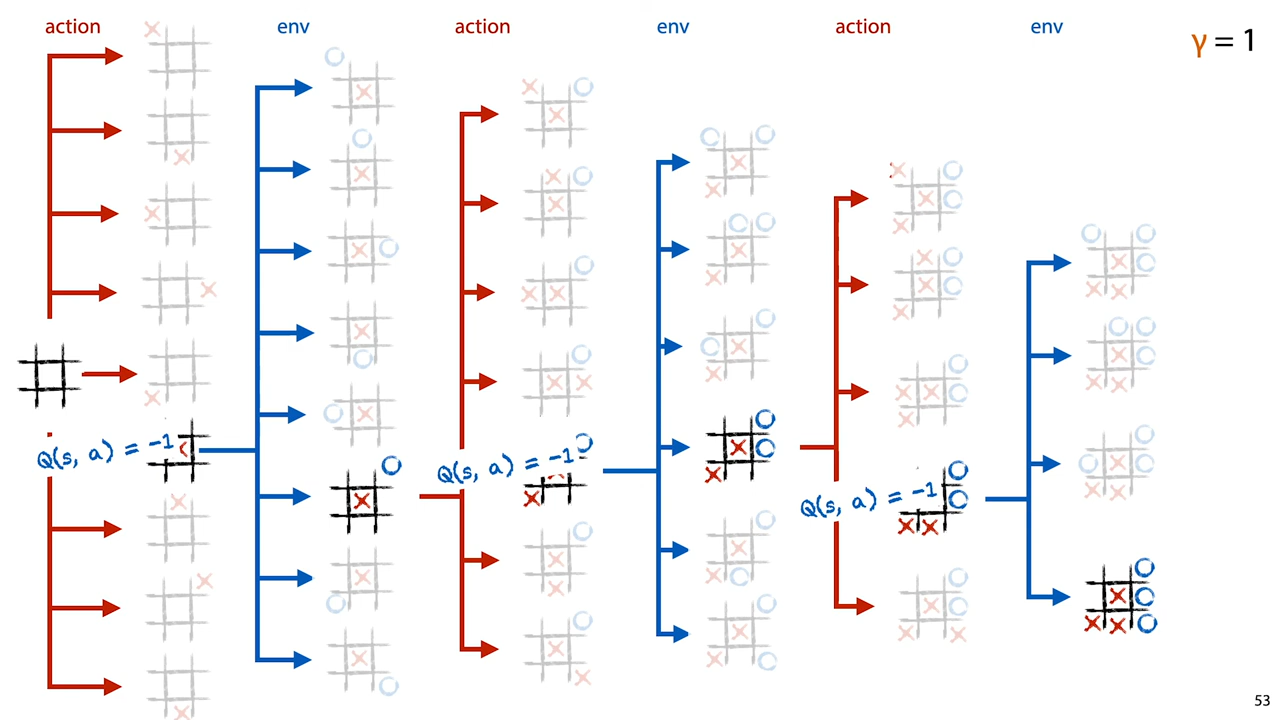 action env action env action env
γ = 1
Q(s, a) = -1
Q(s, a) = -1
Q(s, a) = -1
53